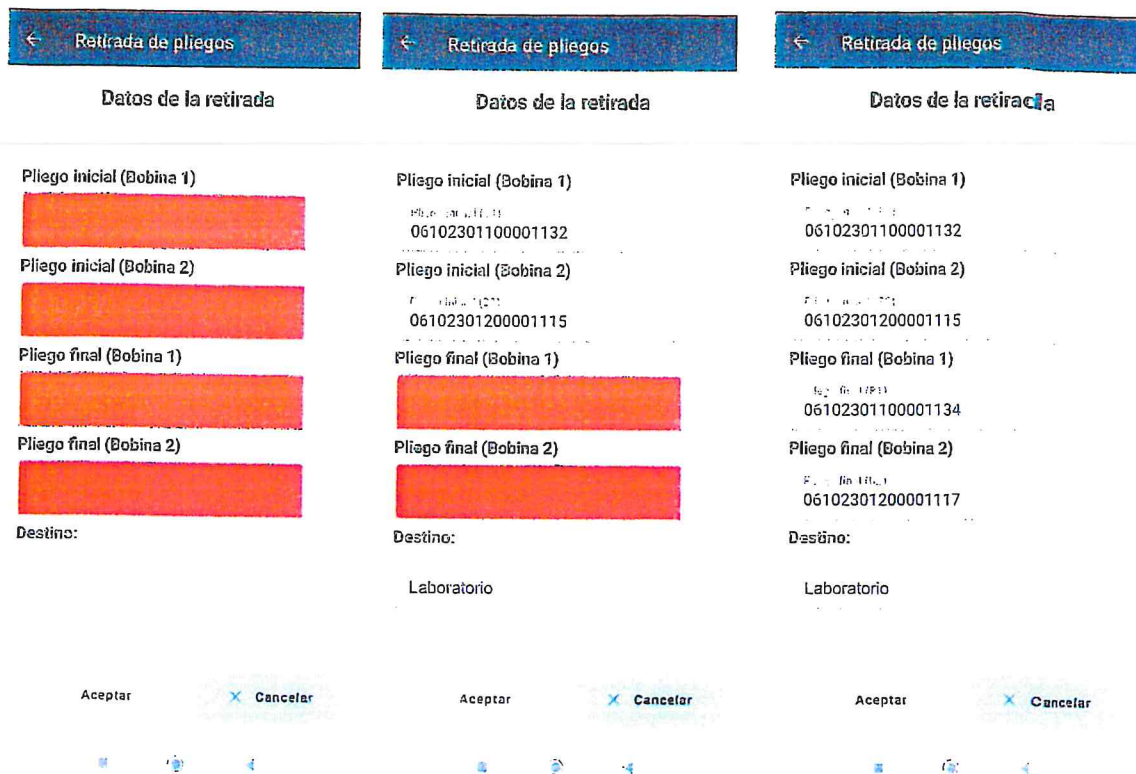 ← Retirada de pliegos
Datos de la retirada
Pliego inicial (Bobina 1)
Pliego inicial (Bobina 2)
Pliego final (Bobina 1)
Pliego final (Bobina 2)
Destino:
Aceptar
× Cancelar
← Retirada de pliegos
Datos de la retirada
Pliego inicial (Bobina 1)
06102301100001132
Pliego inicial (Bobina 2)
06102301200001115
Pliego final (Bobina 1)
Pliego final (Bobina 2)
Destino:
Laboratorio
Aceptar
× Cancelar
← Retirada de pliegos
Datos de la retirada
Pliego inicial (Bobina 1)
06102301100001132
Pliego inicial (Bobina 2)
06102301200001115
Pliego final (Bobina 1)
06102301100001134
Pliego final (Bobina 2)
06102301200001117
Destino:
Laboratorio
Aceptar
× Cancelar